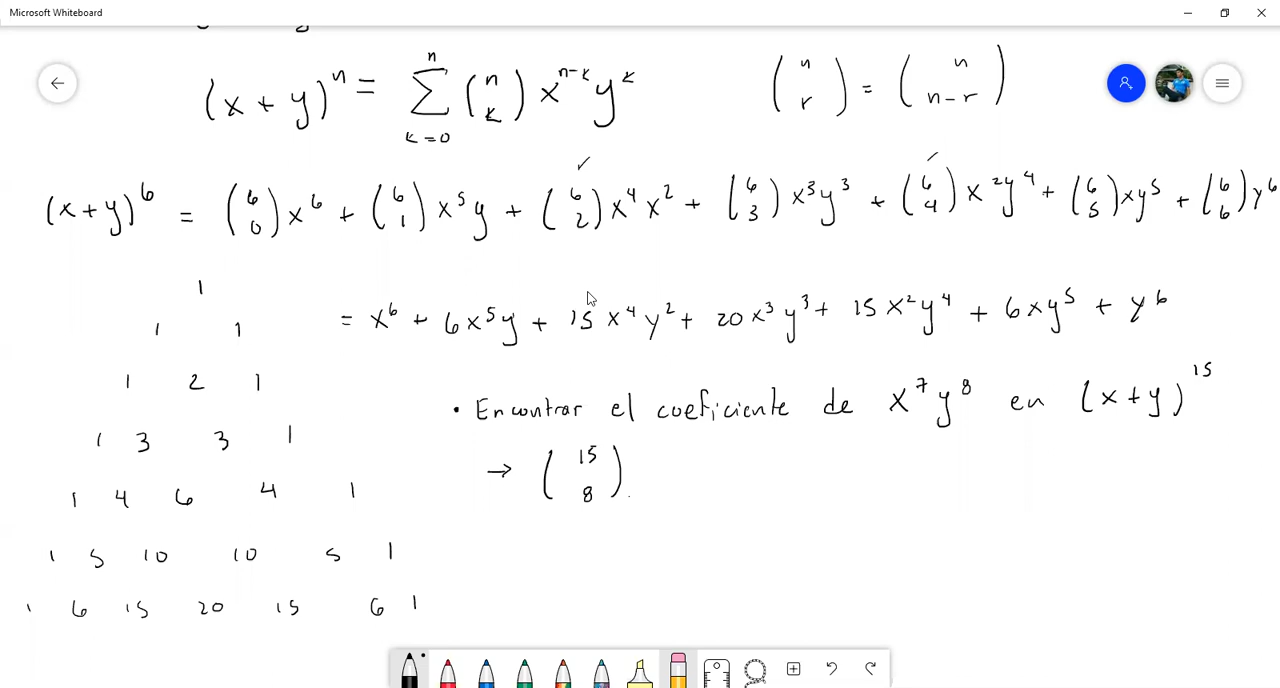 Microsoft Whiteboard
(x + y)^n = ∑_{k=0}^{n} (n k) x^{n-k} y^k
(n r) = (n n-r)
(x+y)^6 = (6 0) x^6 + (6 1) x^5 y + (6 2) x^4 x^2 + (6 3) x^3 y^3 + (6 4) x^2 y^4 + (6 5) x y^5 + (6 6) y^6
= x^6 + 6x^5 y + 15 x^4 y^2 + 20 x^3 y^3 + 15 x^2 y^4 + 6 x y^5 + y^6
1
1 1
1 2 1
1 3 3 1
1 4 6 4 1
1 5 10 10 5 1
1 6 15 20 15 6 1
• Encontrar el coeficiente de x^7 y^8 en (x+y)^15
→ (15 8).